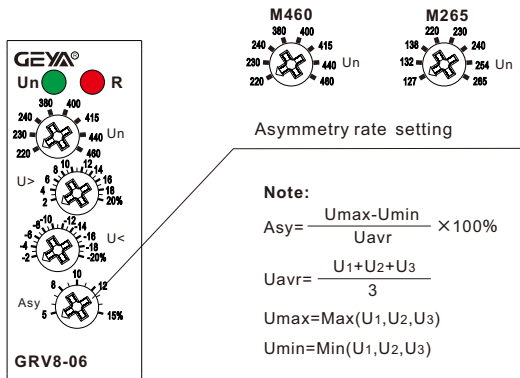 M460
380 400
240 415
230 440 Un
220 460
M265
220 230
138 240
132 254 Un
127 265
GEYA®
Un R
380 400
240 415
230 440 Un
220 460
U>
10 12
8 14
6 16
4 18
2 20%
U<
-10 -12
-8 -14
-6 -16
-4 -18
-2 -20%
Asy
10
8 12
5 15%
GRV8-06
Asymmetry rate setting
Note:
Asy= Umax-Umin / Uavr ×100%
Uavr= U1+U2+U3 / 3
Umax=Max(U1,U2,U3)
Umin=Min(U1,U2,U3)